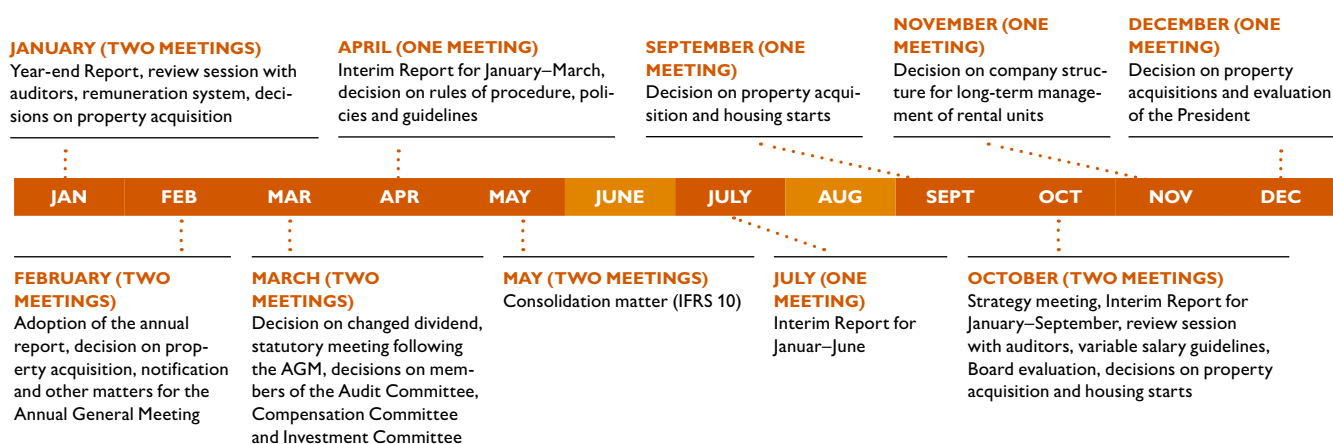 JANUARY (TWO MEETINGS)
Year-end Report, review session with
auditors, remuneration system, deci-
sions on property acquisition
APRIL (ONE MEETING)
Interim Report for January–March,
decision on rules of procedure, poli-
cies and guidelines
SEPTEMBER (ONE
MEETING)
Decision on property acqui-
sition and housing starts
NOVEMBER (ONE
MEETING)
Decision on company struc-
ture for long-term manage-
ment of rental units
DECEMBER (ONE
MEETING)
Decision on property
acquisitions and evaluation
of the President
JAN FEB MAR APR MAY JUNE JULY AUG SEPT OCT NOV DEC
FEBRUARY (TWO
MEETINGS)
Adoption of the annual
report, decision on prop-
erty acquisition, notification
and other matters for the
Annual General Meeting
MARCH (TWO
MEETINGS)
Decision on changed dividend,
statutory meeting following
the AGM, decisions on mem-
bers of the Audit Committee,
Compensation Committee
and Investment Committee
MAY (TWO MEETINGS)
Consolidation matter (IFRS 10)
JULY (ONE
MEETING)
Interim Report for
Januar–June
OCTOBER (TWO MEETINGS)
Strategy meeting, Interim Report for
January–September, review session
with auditors, variable salary guidelines,
Board evaluation, decisions on property
acquisition and housing starts